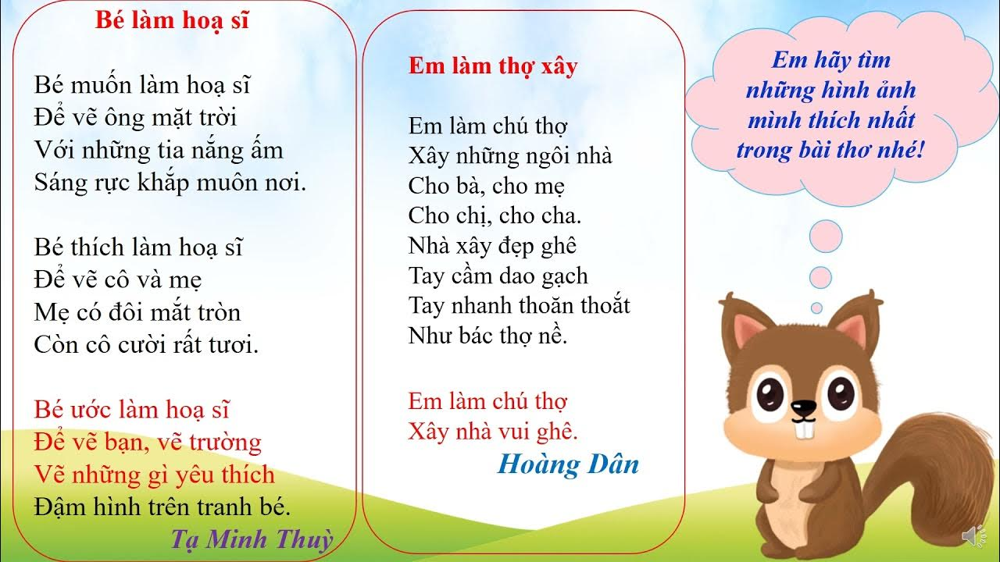 Bé làm hoạ sĩ
Bé muốn làm hoạ sĩ
Để vẽ ông mặt trời
Với những tia nắng ấm
Sáng rực khắp muôn nơi.
Bé thích làm hoạ sĩ
Để vẽ cô và mẹ
Mẹ có đôi mắt tròn
Còn cô cười rất tươi.
Bé ước làm hoạ sĩ
Để vẽ bạn, vẽ trường
Vẽ những gì yêu thích
Đậm hình trên tranh bé.
Tạ Minh Thuỳ
Em làm thợ xây
Em làm chú thợ
Xây những ngôi nhà
Cho bà, cho mẹ
Cho chị, cho cha.
Nhà xây đẹp ghê
Tay cầm dao gạch
Tay nhanh thoăn thoắt
Như bác thợ nề.
Em làm chú thợ
Xây nhà vui ghê.
Hoàng Dân
Em hãy tìm
những hình ảnh
mình thích nhất
trong bài thơ nhé!